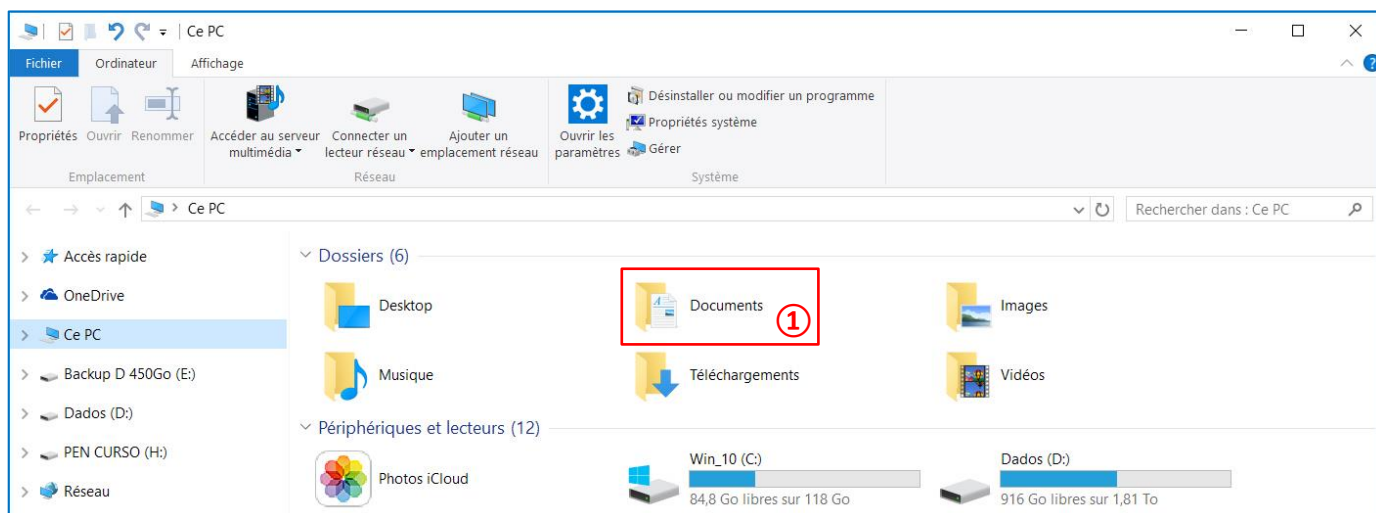 Ce PC
Fichier Ordinateur Affichage
Propriétés Ouvrir Renommer
Accéder au serveur
multimédia
Connecter un
lecteur réseau
Ajouter un
emplacement réseau
Ouvrir les
paramètres
Désinstaller ou modifier un programme
Propriétés système
Gérer
Emplacement Réseau Système
Ce PC
Rechercher dans : Ce PC
Accès rapide
OneDrive
Ce PC
Backup D 450Go (E:)
Dados (D:)
PEN CURSO (H:)
Réseau
Dossiers (6)
Desktop
Documents
①
Images
Musique
Téléchargements
Vidéos
Périphériques et lecteurs (12)
Photos iCloud
Win_10 (C:)
84,8 Go libres sur 118 Go
Dados (D:)
916 Go libres sur 1,81 To